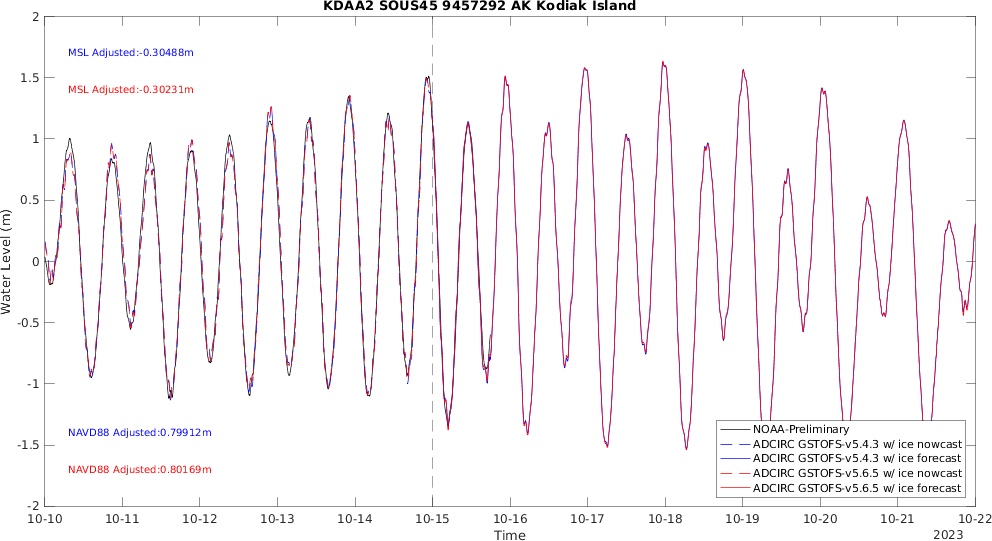 KDAA2 SOUS45 9457292 AK Kodiak Island
MSL Adjusted:-0.30488m
MSL Adjusted:-0.30231m
NAVD88 Adjusted:0.79912m
NAVD88 Adjusted:0.80169m
Water Level (m)
2
1.5
1
0.5
0
-0.5
-1
-1.5
-2
NOAA-Preliminary
ADCIRC GSTOFS-v5.4.3 w/ ice nowcast
ADCIRC GSTOFS-v5.4.3 w/ ice forecast
ADCIRC GSTOFS-v5.6.5 w/ ice nowcast
ADCIRC GSTOFS-v5.6.5 w/ ice forecast
10-10 10-11 10-12 10-13 10-14 10-15 10-16 10-17 10-18 10-19 10-20 10-21 10-22
Time
2023